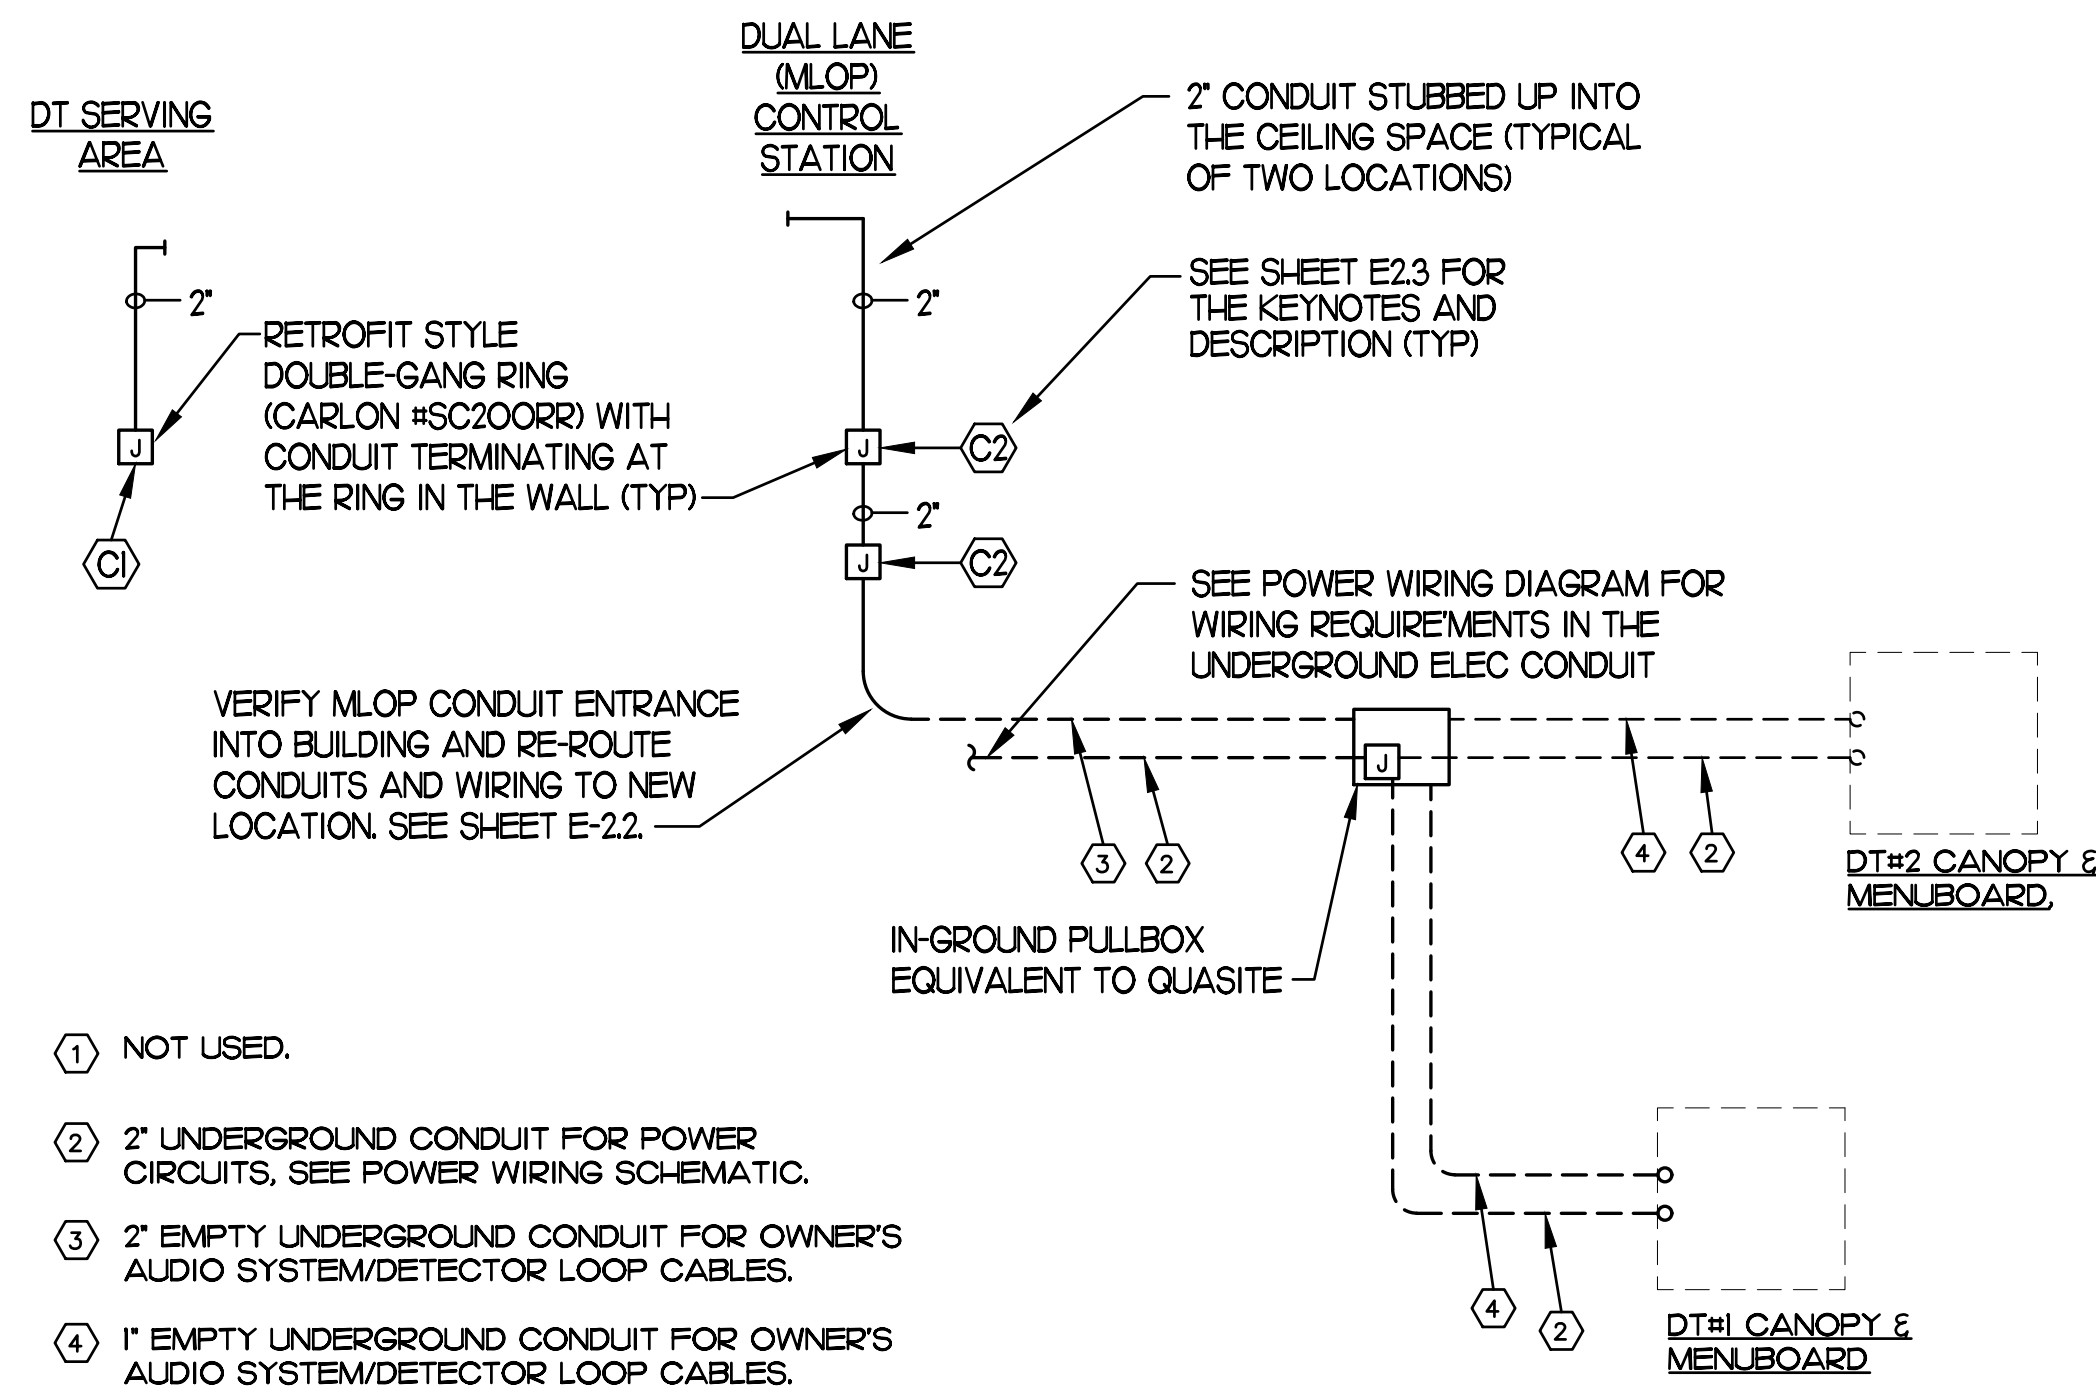 DUAL LANE
(MLOP)
CONTROL
STATION
DT SERVING
AREA
2" CONDUIT STUBBED UP INTO
THE CEILING SPACE (TYPICAL
OF TWO LOCATIONS)
SEE SHEET E2.3 FOR
THE KEYNOTES AND
DESCRIPTION (TYP)
2"
2"
RETROFIT STYLE
DOUBLE-GANG RING
(CARLON #SC200RR) WITH
CONDUIT TERMINATING AT
THE RING IN THE WALL (TYP)
J
J
C2
2"
J
C2
C1
SEE POWER WIRING DIAGRAM FOR
WIRING REQUIRE'MENTS IN THE
UNDERGROUND ELEC CONDUIT
VERIFY MLOP CONDUIT ENTRANCE
INTO BUILDING AND RE-ROUTE
CONDUITS AND WIRING TO NEW
LOCATION. SEE SHEET E-2.2.
J
3
2
4
2
DT#2 CANOPY &
MENUBOARD,
IN-GROUND PULLBOX
EQUIVALENT TO QUASITE
1 NOT USED.
2 2" UNDERGROUND CONDUIT FOR POWER
CIRCUITS, SEE POWER WIRING SCHEMATIC.
3 2" EMPTY UNDERGROUND CONDUIT FOR OWNER'S
AUDIO SYSTEM/DETECTOR LOOP CABLES.
4 1" EMPTY UNDERGROUND CONDUIT FOR OWNER'S
AUDIO SYSTEM/DETECTOR LOOP CABLES.
4
2
DT#1 CANOPY &
MENUBOARD